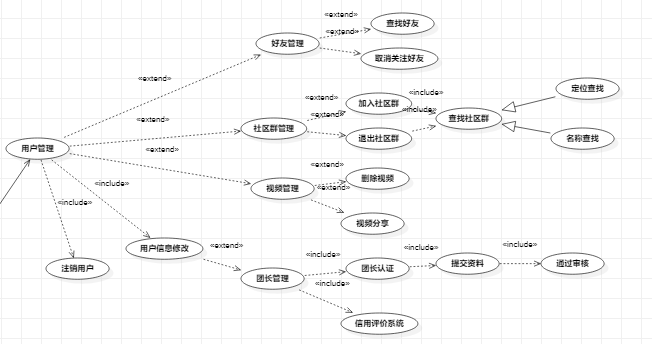 «extend»
查找好友
«extend»
好友管理
取消关注好友
«extend»
定位查找
«include»
«extend»
加入社区群
«include»
«extend»
查找社区群
«extend»
社区群管理
退出社区群
名称查找
用户管理
«extend»
«extend»
删除视频
«include»
视频管理
«extend»
«include»
视频分享
用户信息修改
«extend»
«include»
«include»
«include»
注销用户
团长管理
团长认证
提交资料
通过审核
«include»
信用评价系统